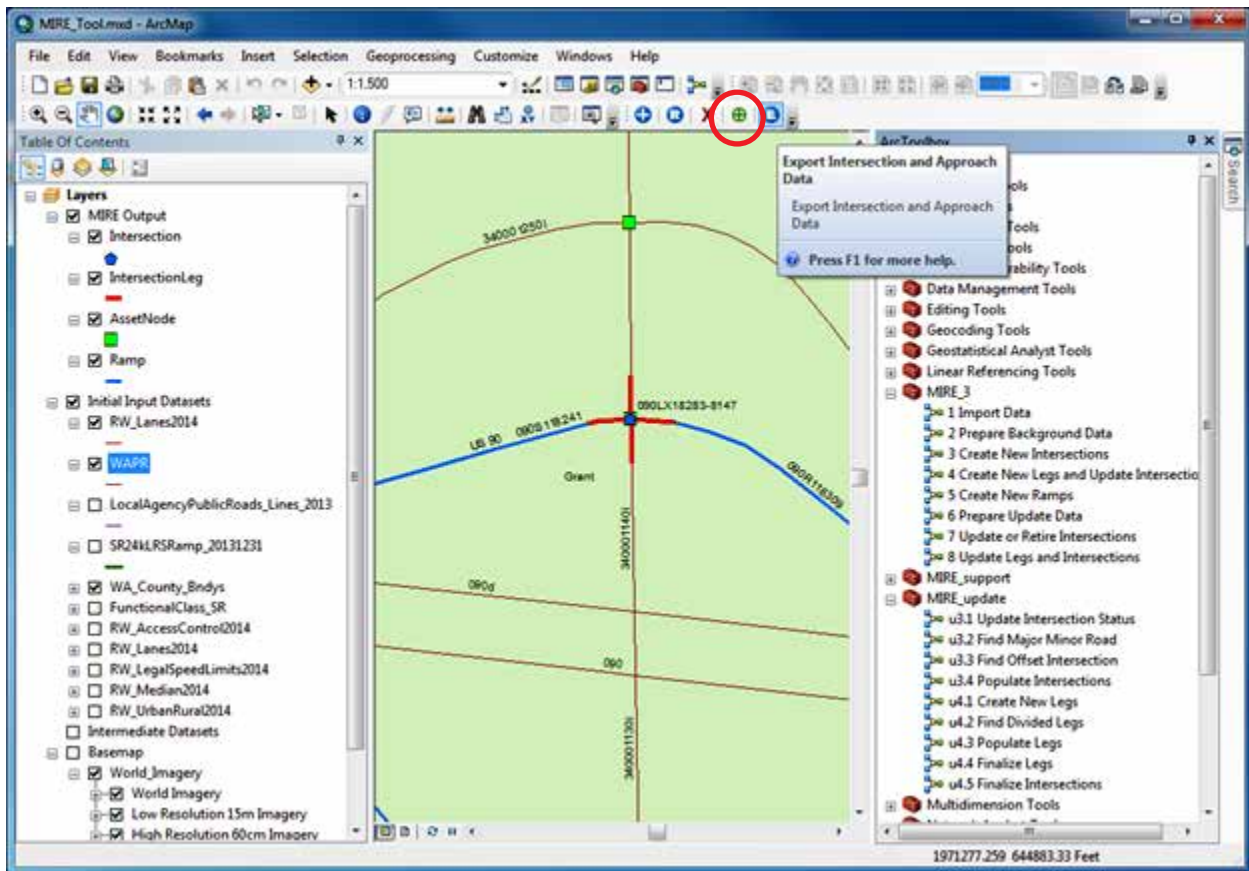 MIRE_Tool.mxd - ArcMap
File Edit View Bookmarks Insert Selection Geoprocessing Customize Windows Help
1:1,500
Table Of Contents
Layers
MIRE Output
Intersection
IntersectionLeg
AssetNode
Ramp
Initial Input Datasets
RW_Lanes2014
WAPR
LocalAgencyPublicRoads_Lines_2013
SR24kLRSRamp_20131231
WA_County_Bndys
FunctionalClass_SR
RW_AccessControl2014
RW_Lanes2014
RW_LegalSpeedLimits2014
RW_Median2014
RW_UrbanRural2014
Intermediate Datasets
Basemap
World_Imagery
World Imagery
Low Resolution 15m Imagery
High Resolution 60cm Imagery
340001250i
090LX18283-8147
US 90
090S118241
Grant
090R118309
340001140i
090d
090
340001130i
Export Intersection and Approach
Data
Export Intersection and Approach
Data
Press F1 for more help.
ArcToolbox
Search
ols
s
Tools
ools
rability Tools
Data Management Tools
Editing Tools
Geocoding Tools
Geostatistical Analyst Tools
Linear Referencing Tools
MIRE_3
1 Import Data
2 Prepare Background Data
3 Create New Intersections
4 Create New Legs and Update Intersectio
5 Create New Ramps
6 Prepare Update Data
7 Update or Retire Intersections
8 Update Legs and Intersections
MIRE_support
MIRE_update
u3.1 Update Intersection Status
u3.2 Find Major Minor Road
u3.3 Find Offset Intersection
u3.4 Populate Intersections
u4.1 Create New Legs
u4.2 Find Divided Legs
u4.3 Populate Legs
u4.4 Finalize Legs
u4.5 Finalize Intersections
Multidimension Tools
1971277.259 644883.33 Feet